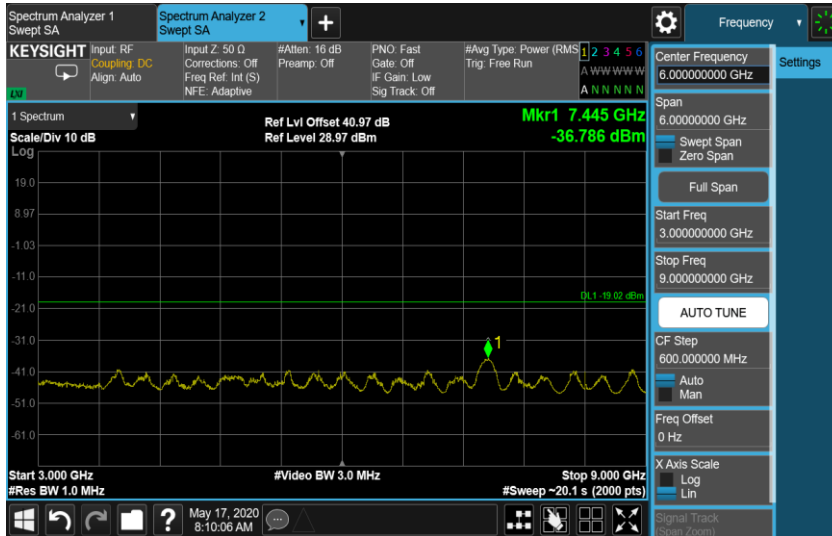 Spectrum Analyzer 1
Swept SA
Spectrum Analyzer 2
Swept SA
Frequency
KEYSIGHT
Input: RF
Coupling: DC
Align: Auto
LXI
Input Z: 50 Ω
Corrections: Off
Freq Ref: Int (S)
NFE: Adaptive
#Atten: 16 dB
Preamp: Off
PNO: Fast
Gate: Off
IF Gain: Low
Sig Track: Off
#Avg Type: Power (RMS
Trig: Free Run
1 2 3 4 5 6
A W W W W W
A N N N N N
1 Spectrum
Scale/Div 10 dB
Log
Ref Lvl Offset 40.97 dB
Ref Level 28.97 dBm
Mkr1 7.445 GHz
-36.786 dBm
19.0
8.97
-1.03
-11.0
-21.0
-31.0
-41.0
-51.0
-61.0
DL1 -19.02 dBm
1
Start 3.000 GHz
#Res BW 1.0 MHz
#Video BW 3.0 MHz
Stop 9.000 GHz
#Sweep ~20.1 s (2000 pts)
May 17, 2020
8:10:06 AM
Center Frequency
6.000000000 GHz
Span
6.00000000 GHz
Swept Span
Zero Span
Full Span
Start Freq
3.000000000 GHz
Stop Freq
9.000000000 GHz
AUTO TUNE
CF Step
600.000000 MHz
Auto
Man
Freq Offset
0 Hz
X Axis Scale
Log
Lin
Signal Track
(Span Zoom)
Settings